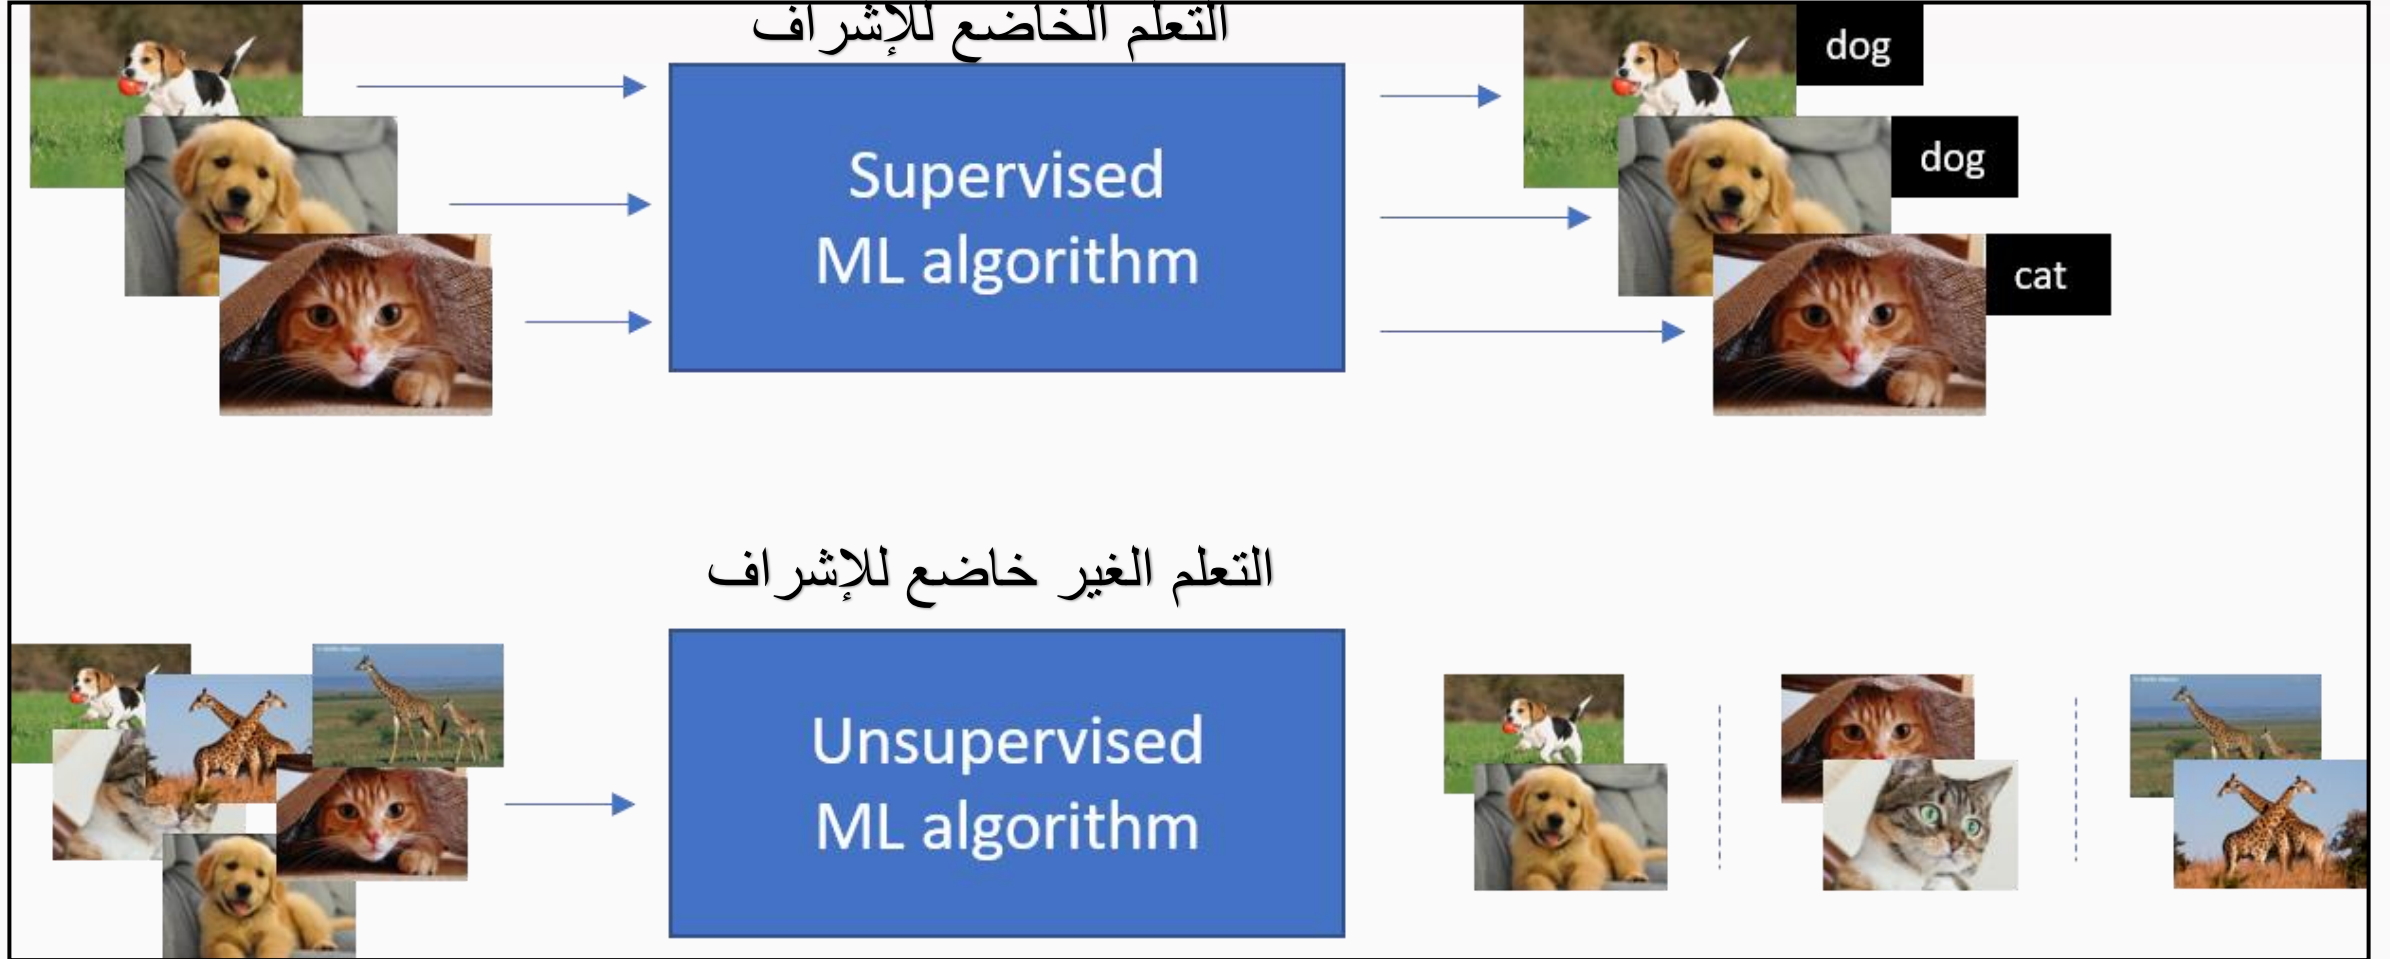 التعلم الخاضع للإشراف
dog
Supervised
ML algorithm
dog
cat
التعلم الغير خاضع للإشراف
Unsupervised
ML algorithm